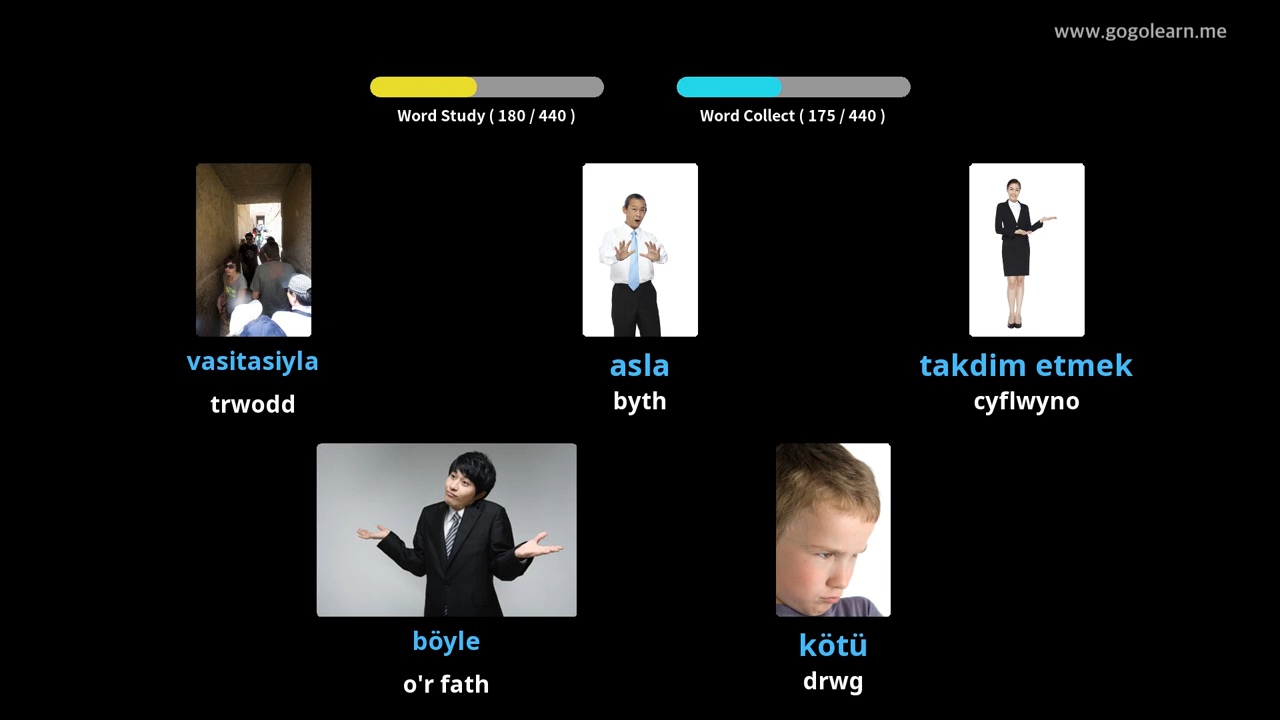 www.gogolearn.me
Word Study ( 180 / 440 )
Word Collect ( 175 / 440 )
vasitasiyla
trwodd
asla
byth
takdim etmek
cyflwyno
böyle
o'r fath
kötü
drwg